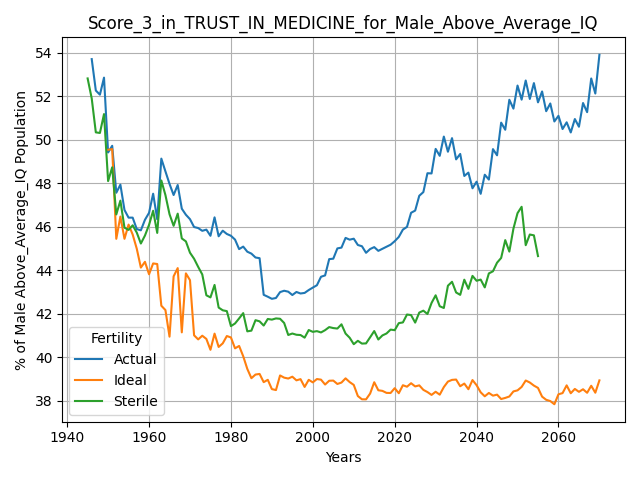 Score_3_in_TRUST_IN_MEDICINE_for_Male_Above_Average_IQ
% of Male Above_Average_IQ Population
54
52
50
48
46
44
42
40
38
Fertility
Actual
Ideal
Sterile
1940 1960 1980 2000 2020 2040 2060
Years